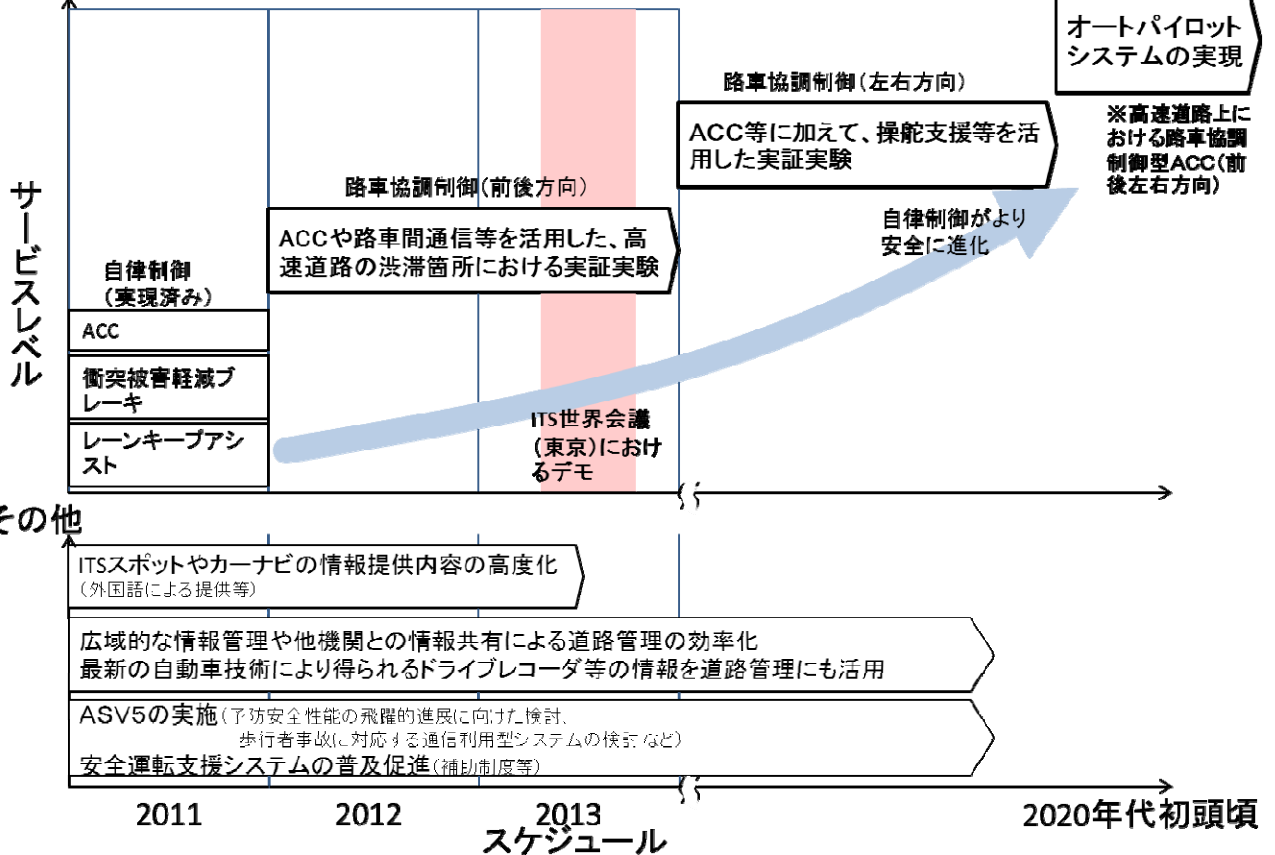 オートパイロット
システムの実現
※高速道路上に
おける路車協調
制御型ACC(前
後左右方向)
路車協調制御(左右方向)
ACC等に加えて、操舵支援等を活
用した実証実験
路車協調制御(前後方向)
ACCや路車間通信等を活用した、高
速道路の渋滞箇所における実証実験
自律制御がより
安全に進化
サービスレベル
自律制御
(実現済み)
ACC
衝突被害軽減ブ
レーキ
レーンキープアシ
スト
ITS世界会議
(東京)におけ
るデモ
その他
ITSスポットやカーナビの情報提供内容の高度化
(外国語による提供等)
広域的な情報管理や他機関との情報共有による道路管理の効率化
最新の自動車技術により得られるドライブレコーダ等の情報を道路管理にも活用
ASV5の実施(予防安全性能の飛躍的進展に向けた検討、
歩行者事故に対応する通信利用型システムの検討など)
安全運転支援システムの普及促進(補助制度等)
2011
2012
2013
2020年代初頭頃
スケジュール